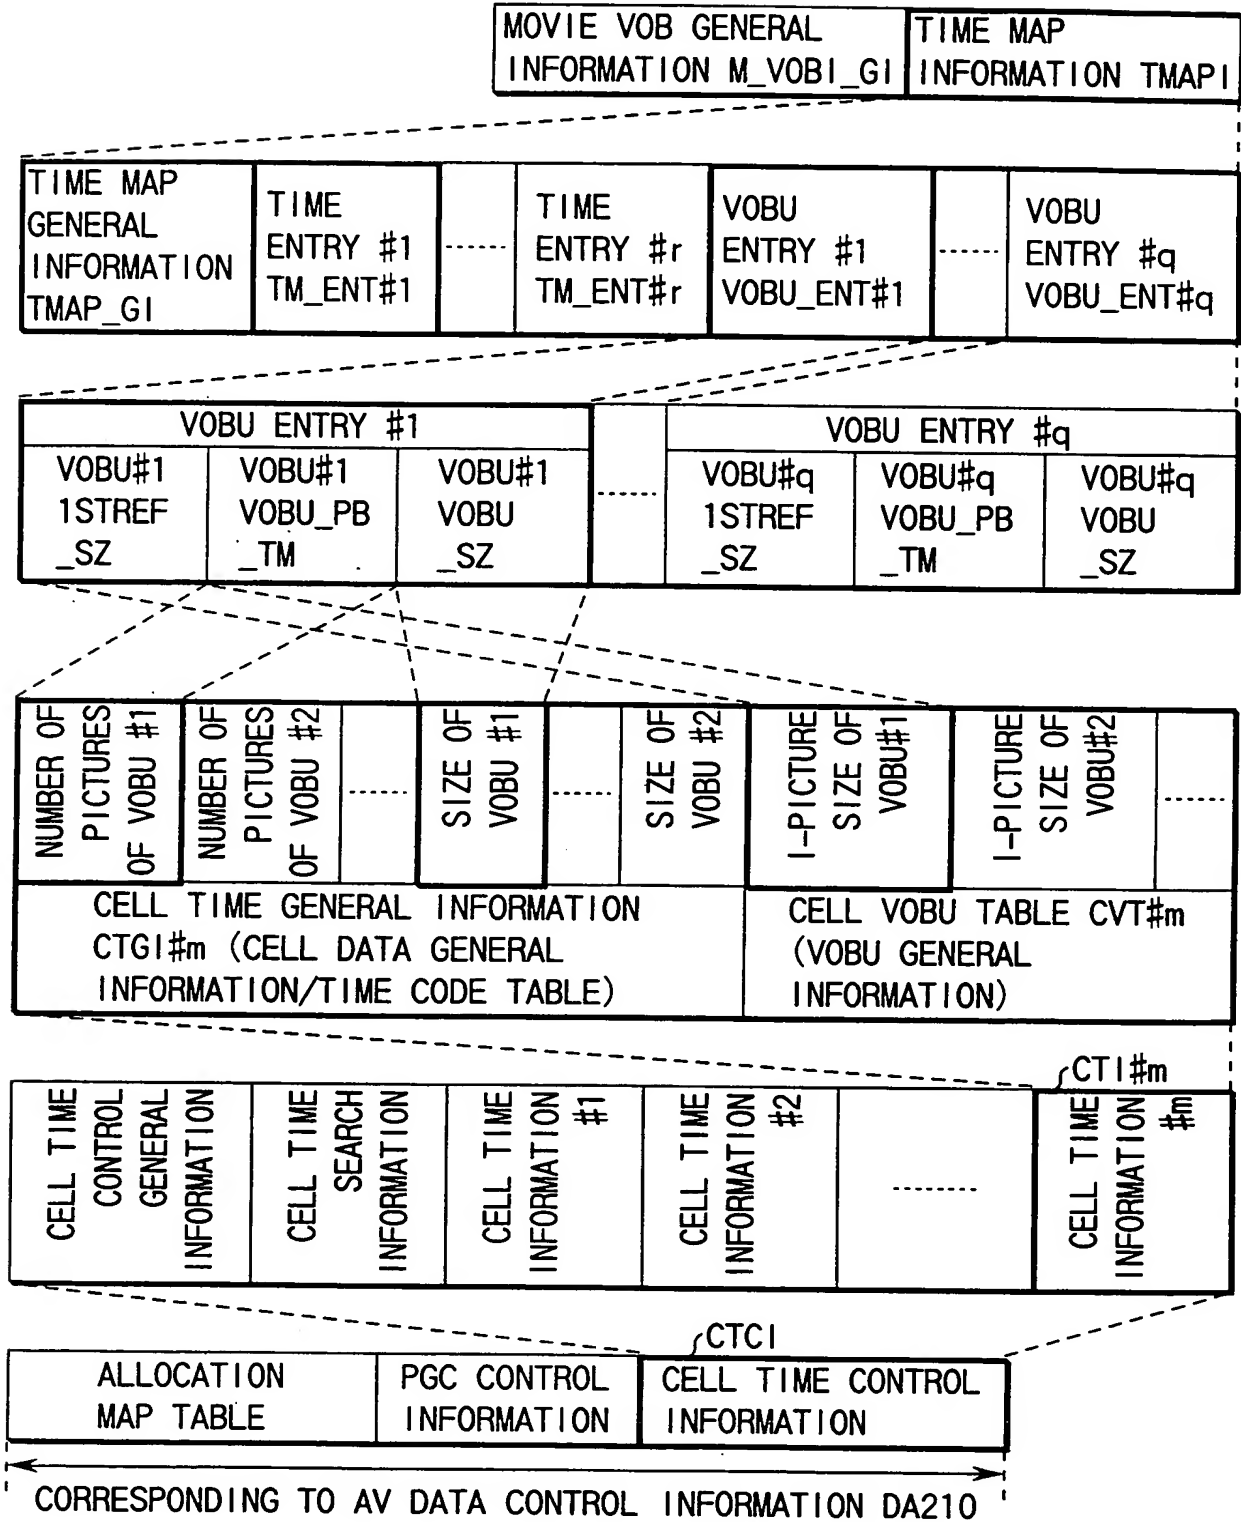 MOVIE VOB GENERAL
INFORMATION M_VOBI_GI
TIME MAP
INFORMATION TMAPI
TIME MAP
GENERAL
INFORMATION
TMAP_GI
TIME
ENTRY #1
TM_ENT#1
........
TIME
ENTRY #r
TM_ENT#r
VOBU
ENTRY #1
VOBU_ENT#1
........
VOBU
ENTRY #q
VOBU_ENT#q
VOBU ENTRY #1
VOBU#1
1STREF
_SZ
VOBU#1
VOBU_PB
_TM
VOBU#1
VOBU
_SZ
........
VOBU ENTRY #q
VOBU#q
1STREF
_SZ
VOBU#q
VOBU_PB
_TM
VOBU#q
VOBU
_SZ
NUMBER OF
PICTURES
OF VOBU #1
NUMBER OF
PICTURES
OF VOBU #2
........
SIZE OF
VOBU #1
........
SIZE OF
VOBU #2
I-PICTURE
SIZE OF
VOBU#1
I-PICTURE
SIZE OF
VOBU#2
........
CELL TIME GENERAL INFORMATION
CTGI#m (CELL DATA GENERAL
INFORMATION/TIME CODE TABLE)
CELL VOBU TABLE CVT#m
(VOBU GENERAL
INFORMATION)
CTI#m
CELL TIME
CONTROL
GENERAL
INFORMATION
CELL TIME
SEARCH
INFORMATION
CELL TIME
INFORMATION
#1
CELL TIME
INFORMATION
#2
........
CELL TIME
INFORMATION
#m
CTCI
ALLOCATION
MAP TABLE
PGC CONTROL
INFORMATION
CELL TIME CONTROL
INFORMATION
CORRESPONDING TO AV DATA CONTROL INFORMATION DA210